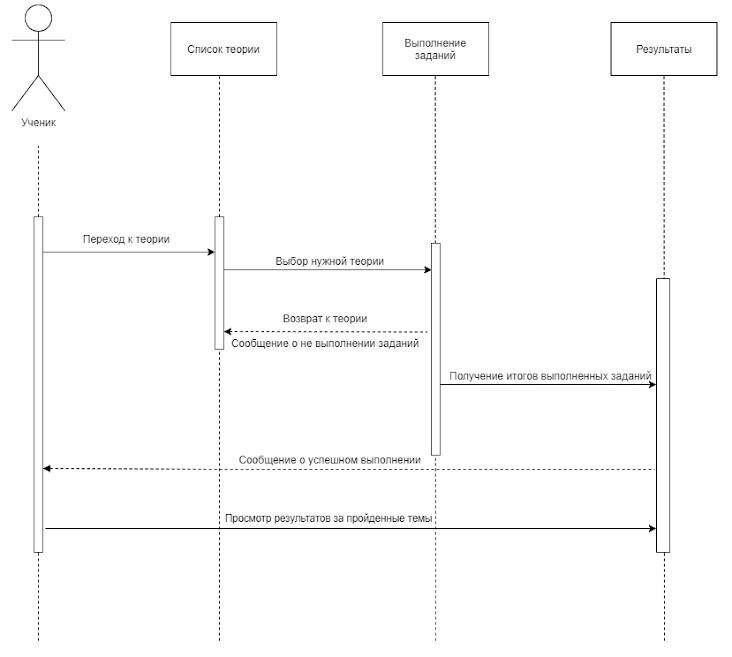 Список теории
Выполнение
заданий
Результаты
Ученик
Переход к теории
Выбор нужной теории
Возврат к теории
Сообщение о не выполнении заданий
Получение итогов выполненных заданий
Сообщение о успешном выполнении
Просмотр результатов за пройденные темы